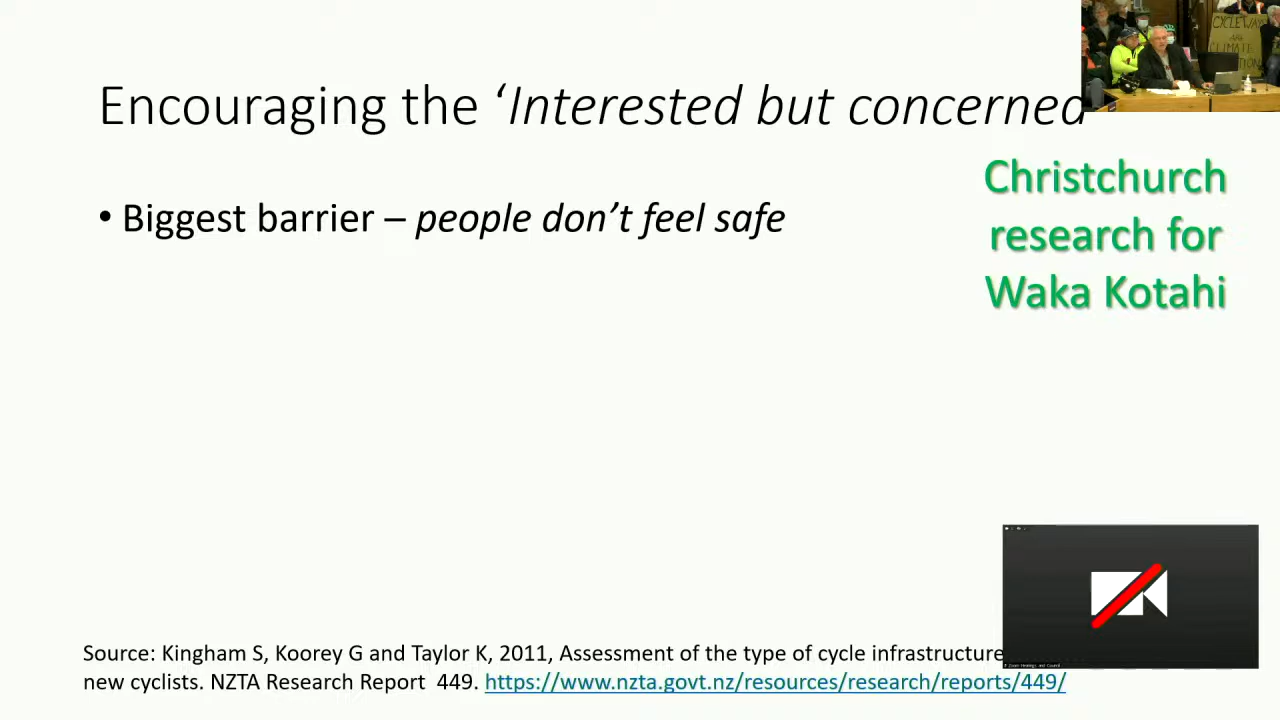 Encouraging the ‘Interested but concerned
• Biggest barrier – people don’t feel safe
Christchurch
research for
Waka Kotahi
CYCLEWAYS
CLIMATE
Source: Kingham S, Koorey G and Taylor K, 2011, Assessment of the type of cycle infrastructure
new cyclists. NZTA Research Report 449. https://www.nzta.govt.nz/resources/research/reports/449/